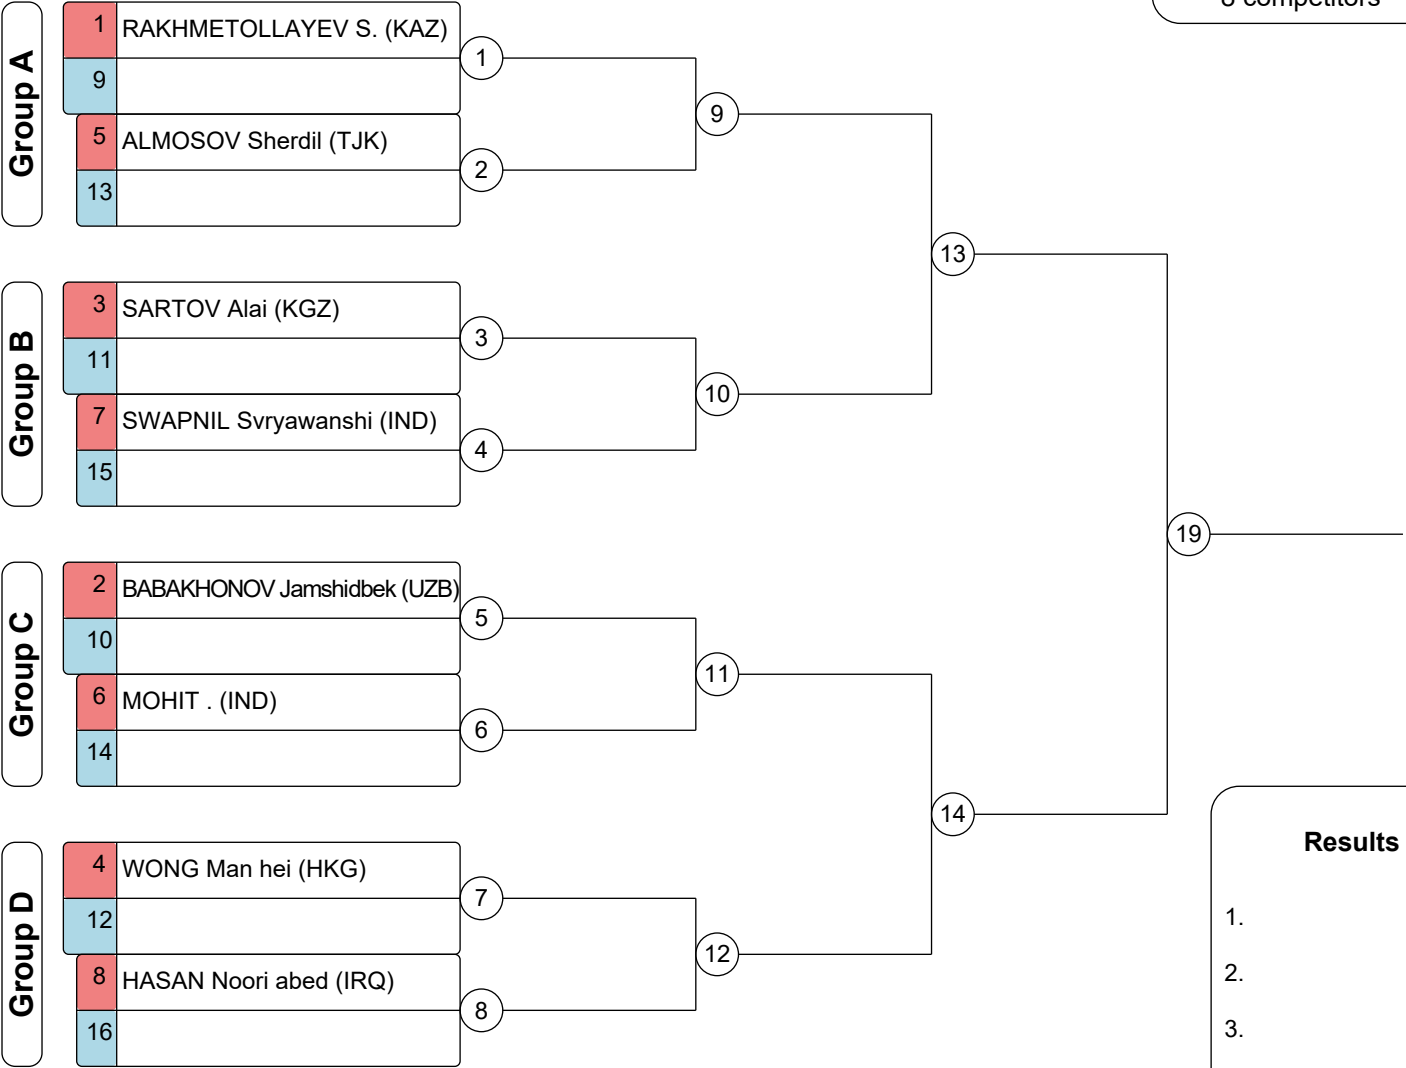 8 competitors
Group A
1 RAKHMETOLLAYEV S. (KAZ)
9
5 ALMOSOV Sherdil (TJK)
13
1
2
9
Group B
3 SARTOV Alai (KGZ)
11
7 SWAPNIL Svryawanshi (IND)
15
3
4
10
13
Group C
2 BABAKHONOV Jamshidbek (UZB)
10
6 MOHIT . (IND)
14
5
6
11
Group D
4 WONG Man hei (HKG)
12
8 HASAN Noori abed (IRQ)
16
7
8
12
14
19
Results
1.
2.
3.